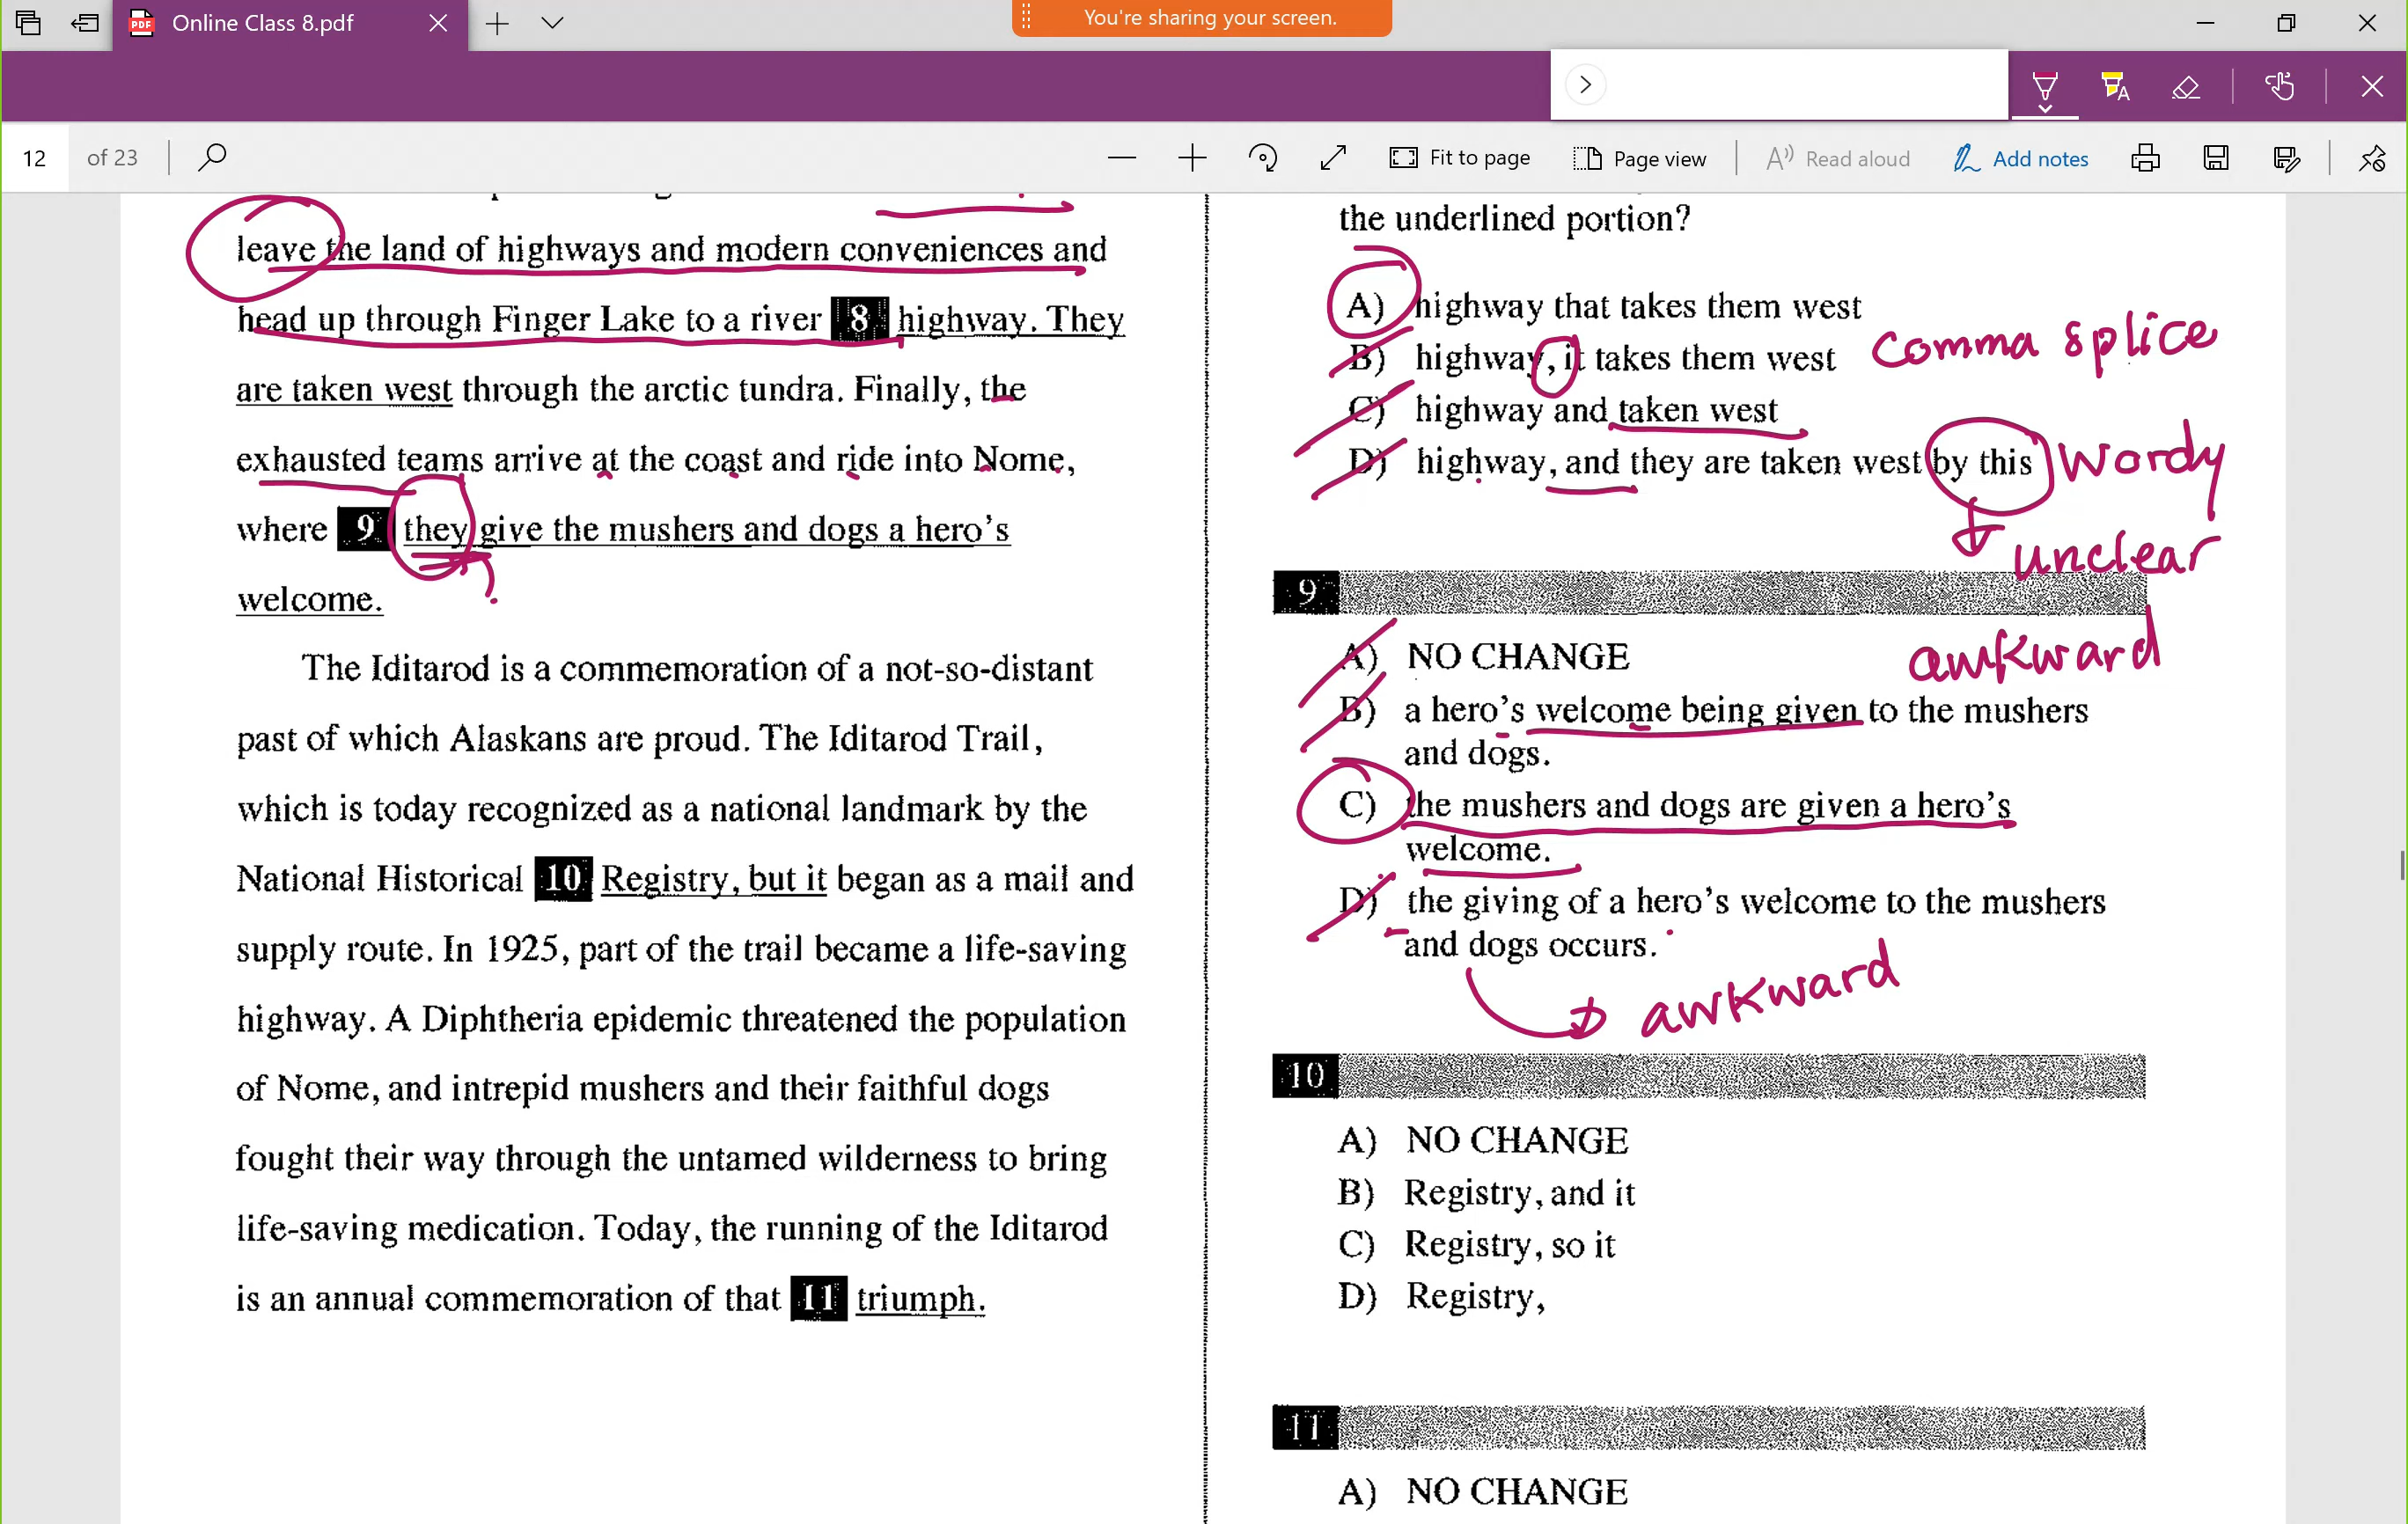 Online Class 8.pdf
You're sharing your screen.
12 of 23
Fit to page
Page view
Read aloud
Add notes
leave the land of highways and modern conveniences and
head up through Finger Lake to a river 8 highway. They
are taken west through the arctic tundra. Finally, the
exhausted teams arrive at the coast and ride into Nome,
where 9 they give the mushers and dogs a hero's
welcome.
The Iditarod is a commemoration of a not-so-distant
past of which Alaskans are proud. The Iditarod Trail,
which is today recognized as a national landmark by the
National Historical 10 Registry, but it began as a mail and
supply route. In 1925, part of the trail became a life-saving
highway. A Diphtheria epidemic threatened the population
of Nome, and intrepid mushers and their faithful dogs
fought their way through the untamed wilderness to bring
life-saving medication. Today, the running of the Iditarod
is an annual commemoration of that 11 triumph.
the underlined portion?
A) highway that takes them west
B) highway, it takes them west
comma splice
C) highway and taken west
D) highway, and they are taken west by this
wordy
unclear
9
A) NO CHANGE
awkward
B) a hero's welcome being given to the mushers
and dogs.
C) the mushers and dogs are given a hero's
welcome.
D) the giving of a hero's welcome to the mushers
and dogs occurs.
awkward
10
A) NO CHANGE
B) Registry, and it
C) Registry, so it
D) Registry,
11
A) NO CHANGE